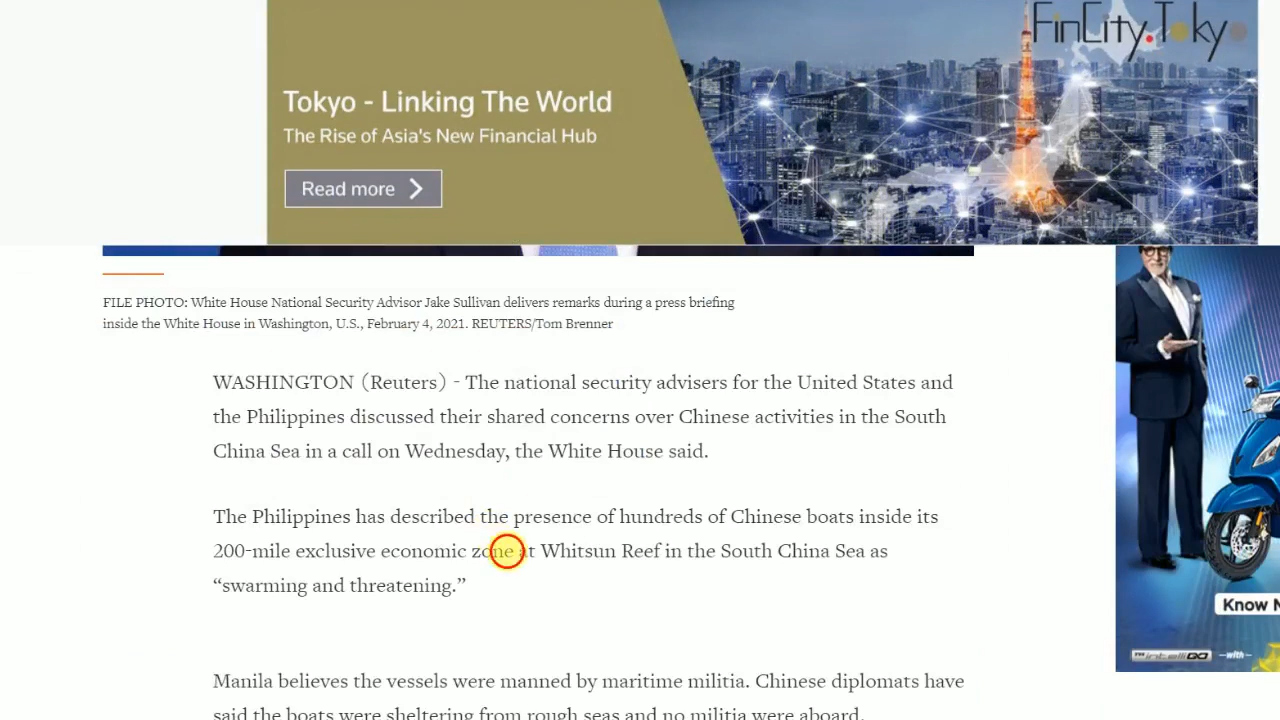 FinCity.Tokyo
Tokyo - Linking The World
The Rise of Asia's New Financial Hub
Read more
FILE PHOTO: White House National Security Advisor Jake Sullivan delivers remarks during a press briefing
inside the White House in Washington, U.S., February 4, 2021. REUTERS/Tom Brenner
WASHINGTON (Reuters) - The national security advisers for the United States and
the Philippines discussed their shared concerns over Chinese activities in the South
China Sea in a call on Wednesday, the White House said.
The Philippines has described the presence of hundreds of Chinese boats inside its
200-mile exclusive economic zone at Whitsun Reef in the South China Sea as
“swarming and threatening.”
Know
intelliGO
with
Manila believes the vessels were manned by maritime militia. Chinese diplomats have
said the boats were sheltering from rough seas and no militia were aboard.